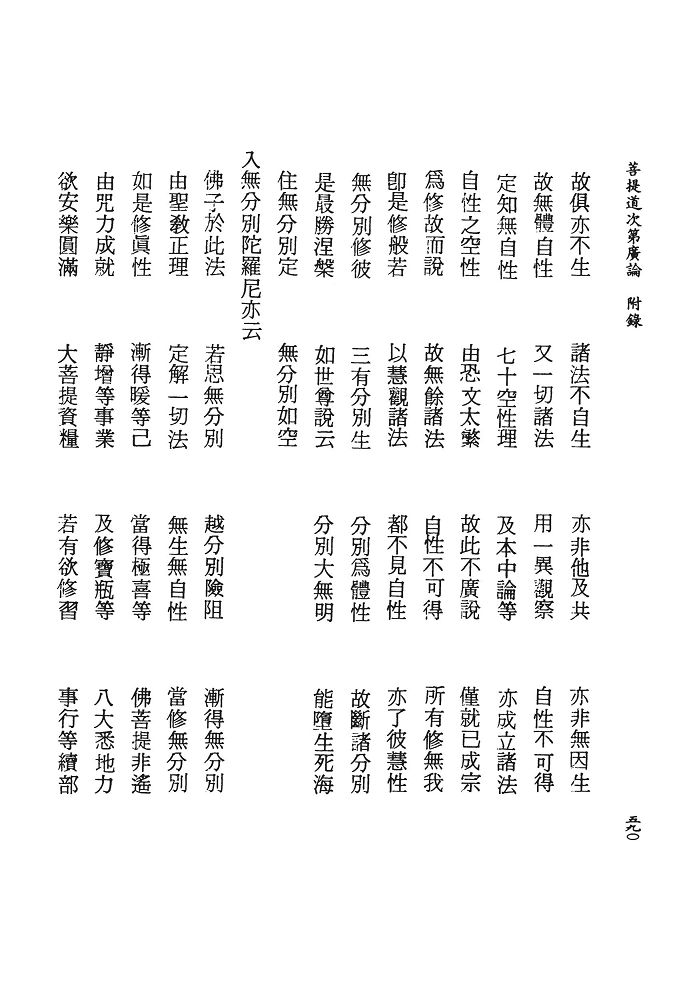 菩提道次第廣論　附錄
五九〇
故俱亦不生　諸法不自生　亦非他及共　亦非無因生
故無體自性　又一切諸法　用一異觀察　自性不可得
定知無自性　七十空性理　及本中論等　亦成立諸法
自性之空性　由恐文太繁　故此不廣說　僅就已成宗
爲修故而說　故無餘諸法　自性不可得　所有修無我
卽是修般若　以慧觀諸法　都不見自性　亦了彼慧性
無分別修彼　三有分別生　分別爲體性　故斷諸分別
是最勝涅槃　如世尊說云　分別大無明　能墮生死海
住無分別定　無分別如空
入無分別陀羅尼亦云
佛子於此法　若思無分別　越分別險阻　漸得無分別
由聖敎正理　定解一切法　無生無自性　當修無分別
如是修眞性　漸得暖等己　當得極喜等　佛菩提非遙
由咒力成就　靜增等事業　及修寶瓶等　八大悉地力
欲安樂圓滿　大菩提資糧　若有欲修習　事行等續部